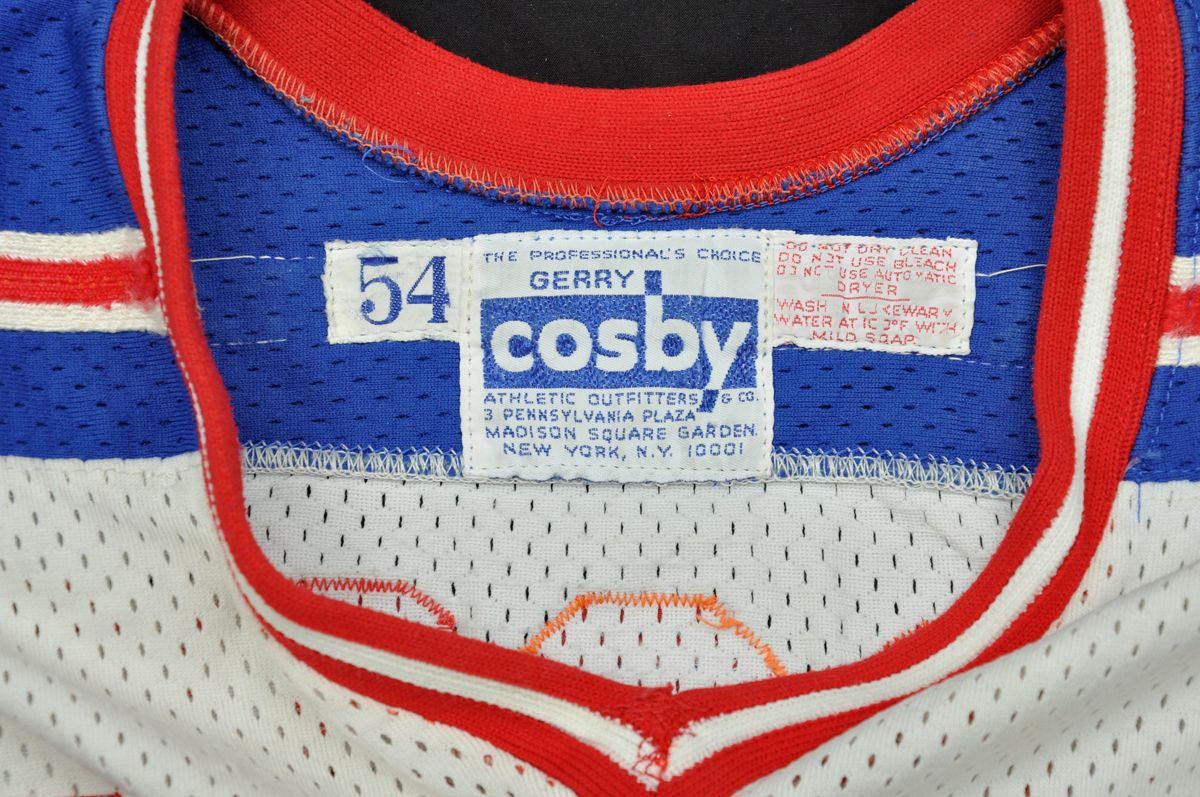 54
THE PROFESSIONAL'S CHOICE
GERRY
cosby
ATHLETIC OUTFITTERS & CO.
3 PENNSYLVANIA PLAZA
MADISON SQUARE GARDEN
NEW YORK, N.Y. 10001
DO NOT DRY CLEAN
DO NOT USE BLEACH
DO NOT USE AUTOMATIC
DRYER
WASH IN LUKEWARM
WATER AT 100°F WITH
MILD SOAP